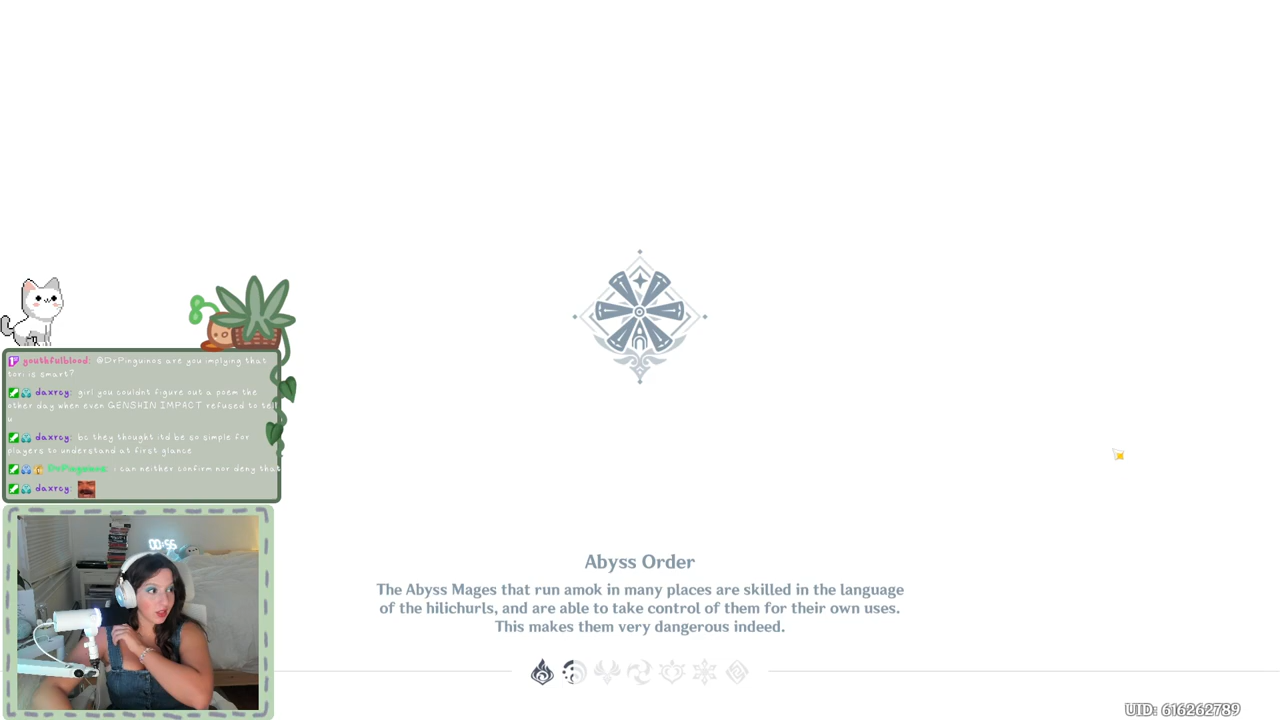 youthfulblood: @DrPinguinos are you implying that
tori is smart?
daxrcy: girl you couldnt figure out a poem the
other day when even GENSHIN IMPACT refused to tell
u
daxrcy: bc they thought itd be so simple for
players to understand at first glance
DrPinguinos: i can neither confirm nor deny that
daxrcy:
00:55
Abyss Order
The Abyss Mages that run amok in many places are skilled in the language
of the hilichurls, and are able to take control of them for their own uses.
This makes them very dangerous indeed.
UID: 616262789